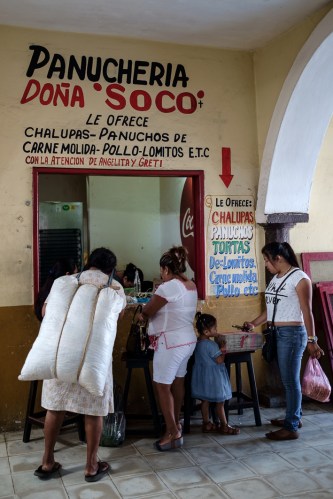 PANUCHERIA
DOÑA "SOCO"
LE OFRECE
CHALUPAS-PANUCHOS DE
CARNE MOLIDA-POLLO-LOMITOS E.T.C
CON LA ATENCION DE ANGELITA Y GRETI
LE OFRECE:
CHALUPAS
PANUCHOS
TORTAS
De=Lomitos.
Carne molida
Pollo etc